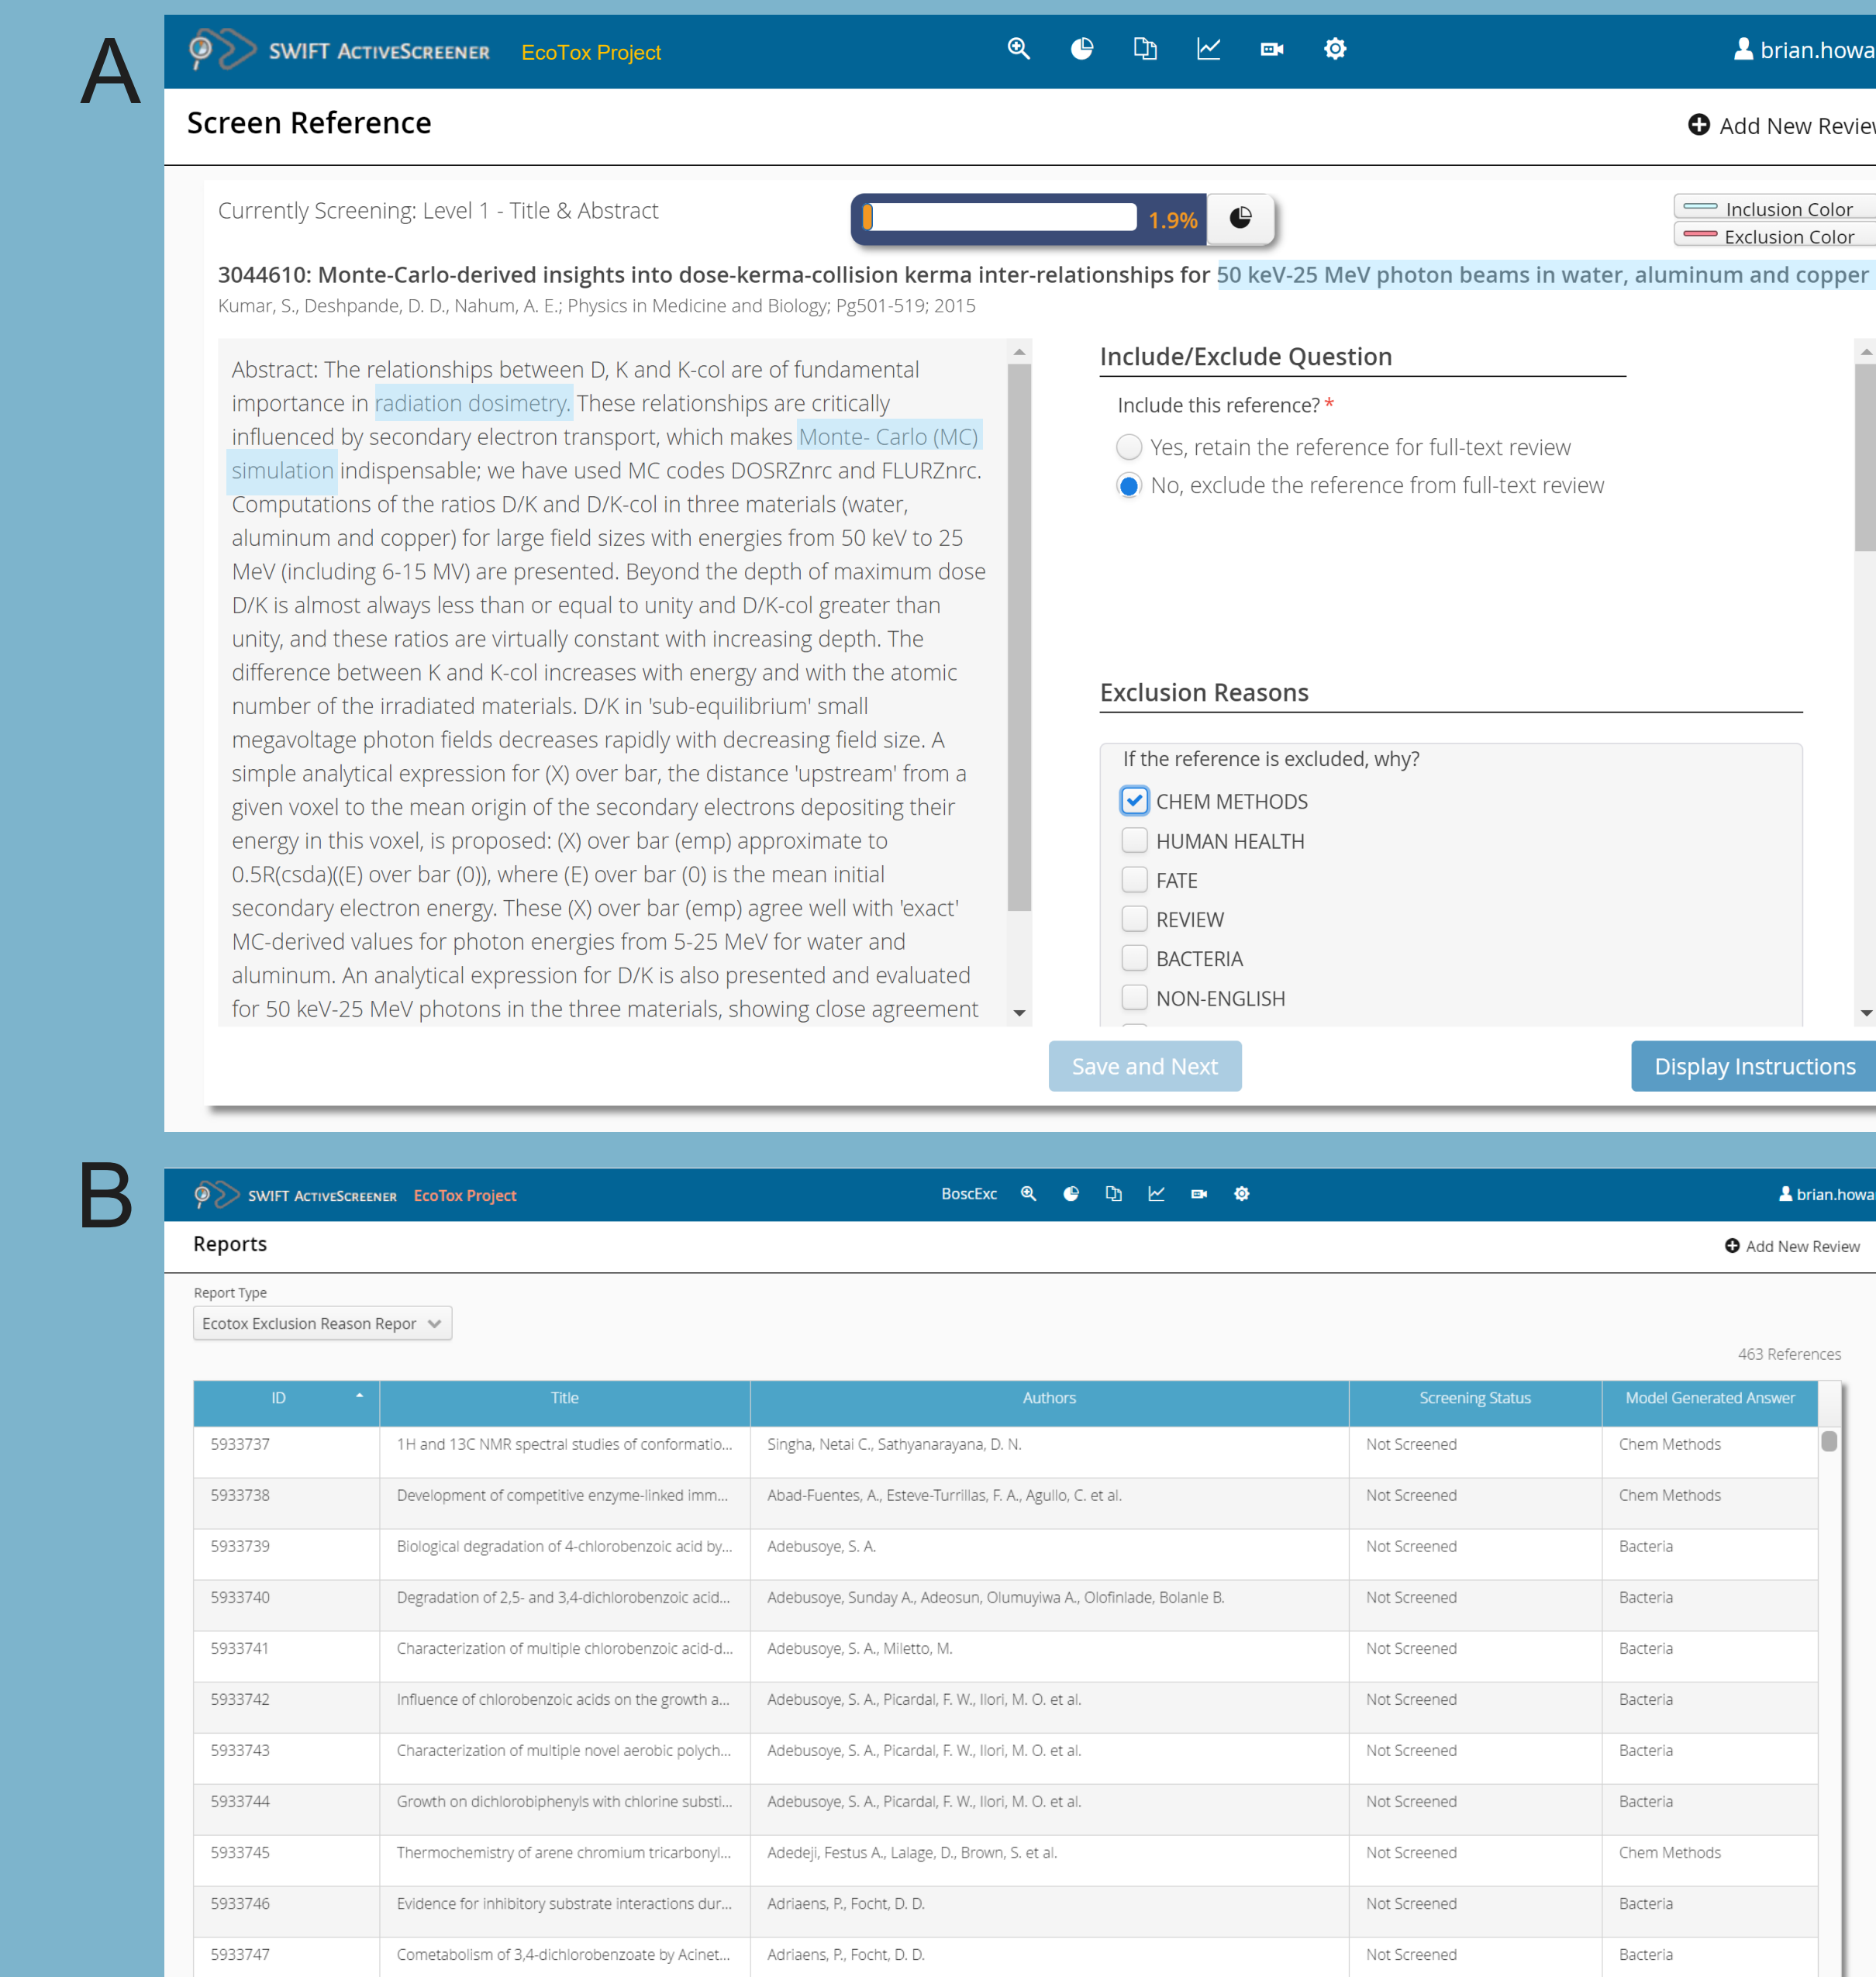 A
SWIFT ACTIVESCREENER EcoTox Project
brian.howa
Screen Reference
Add New Review
Currently Screening: Level 1 - Title & Abstract
1.9%
Inclusion Color
Exclusion Color
3044610: Monte-Carlo-derived insights into dose-kerma-collision kerma inter-relationships for 50 keV-25 MeV photon beams in water, aluminum and copper
Kumar, S., Deshpande, D. D., Nahum, A. E.; Physics in Medicine and Biology; Pg501-519; 2015
Abstract: The relationships between D, K and K-col are of fundamental
importance in radiation dosimetry. These relationships are critically
influenced by secondary electron transport, which makes Monte- Carlo (MC)
simulation indispensable; we have used MC codes DOSRZnrc and FLURZnrc.
Computations of the ratios D/K and D/K-col in three materials (water,
aluminum and copper) for large field sizes with energies from 50 keV to 25
MeV (including 6-15 MV) are presented. Beyond the depth of maximum dose
D/K is almost always less than or equal to unity and D/K-col greater than
unity, and these ratios are virtually constant with increasing depth. The
difference between K and K-col increases with energy and with the atomic
number of the irradiated materials. D/K in 'sub-equilibrium' small
megavoltage photon fields decreases rapidly with decreasing field size. A
simple analytical expression for (X) over bar, the distance 'upstream' from a
given voxel to the mean origin of the secondary electrons depositing their
energy in this voxel, is proposed: (X) over bar (emp) approximate to
0.5R(csda)((E) over bar (0)), where (E) over bar (0) is the mean initial
secondary electron energy. These (X) over bar (emp) agree well with 'exact'
MC-derived values for photon energies from 5-25 MeV for water and
aluminum. An analytical expression for D/K is also presented and evaluated
for 50 keV-25 MeV photons in the three materials, showing close agreement
Include/Exclude Question
Include this reference? *
Yes, retain the reference for full-text review
No, exclude the reference from full-text review
Exclusion Reasons
If the reference is excluded, why?
CHEM METHODS
HUMAN HEALTH
FATE
REVIEW
BACTERIA
NON-ENGLISH
Save and Next
Display Instructions
B
SWIFT ACTIVESCREENER EcoTox Project
BoscExc
brian.howa
Reports
Add New Review
Report Type
Ecotox Exclusion Reason Repor
463 References
ID Title Authors Screening Status Model Generated Answer
5933737 1H and 13C NMR spectral studies of conformatio... Singha, Netai C., Sathyanarayana, D. N. Not Screened Chem Methods
5933738 Development of competitive enzyme-linked imm... Abad-Fuentes, A., Esteve-Turrillas, F. A., Agullo, C. et al. Not Screened Chem Methods
5933739 Biological degradation of 4-chlorobenzoic acid by... Adebusoye, S. A. Not Screened Bacteria
5933740 Degradation of 2,5- and 3,4-dichlorobenzoic acid... Adebusoye, Sunday A., Adeosun, Olumuyiwa A., Olofinlade, Bolanle B. Not Screened Bacteria
5933741 Characterization of multiple chlorobenzoic acid-d... Adebusoye, S. A., Miletto, M. Not Screened Bacteria
5933742 Influence of chlorobenzoic acids on the growth a... Adebusoye, S. A., Picardal, F. W., Ilori, M. O. et al. Not Screened Bacteria
5933743 Characterization of multiple novel aerobic polych... Adebusoye, S. A., Picardal, F. W., Ilori, M. O. et al. Not Screened Bacteria
5933744 Growth on dichlorobiphenyls with chlorine substi... Adebusoye, S. A., Picardal, F. W., Ilori, M. O. et al. Not Screened Bacteria
5933745 Thermochemistry of arene chromium tricarbonyl... Adedeji, Festus A., Lalage, D., Brown, S. et al. Not Screened Chem Methods
5933746 Evidence for inhibitory substrate interactions dur... Adriaens, P., Focht, D. D. Not Screened Bacteria
5933747 Cometabolism of 3,4-dichlorobenzoate by Acinet... Adriaens, P., Focht, D. D. Not Screened Bacteria